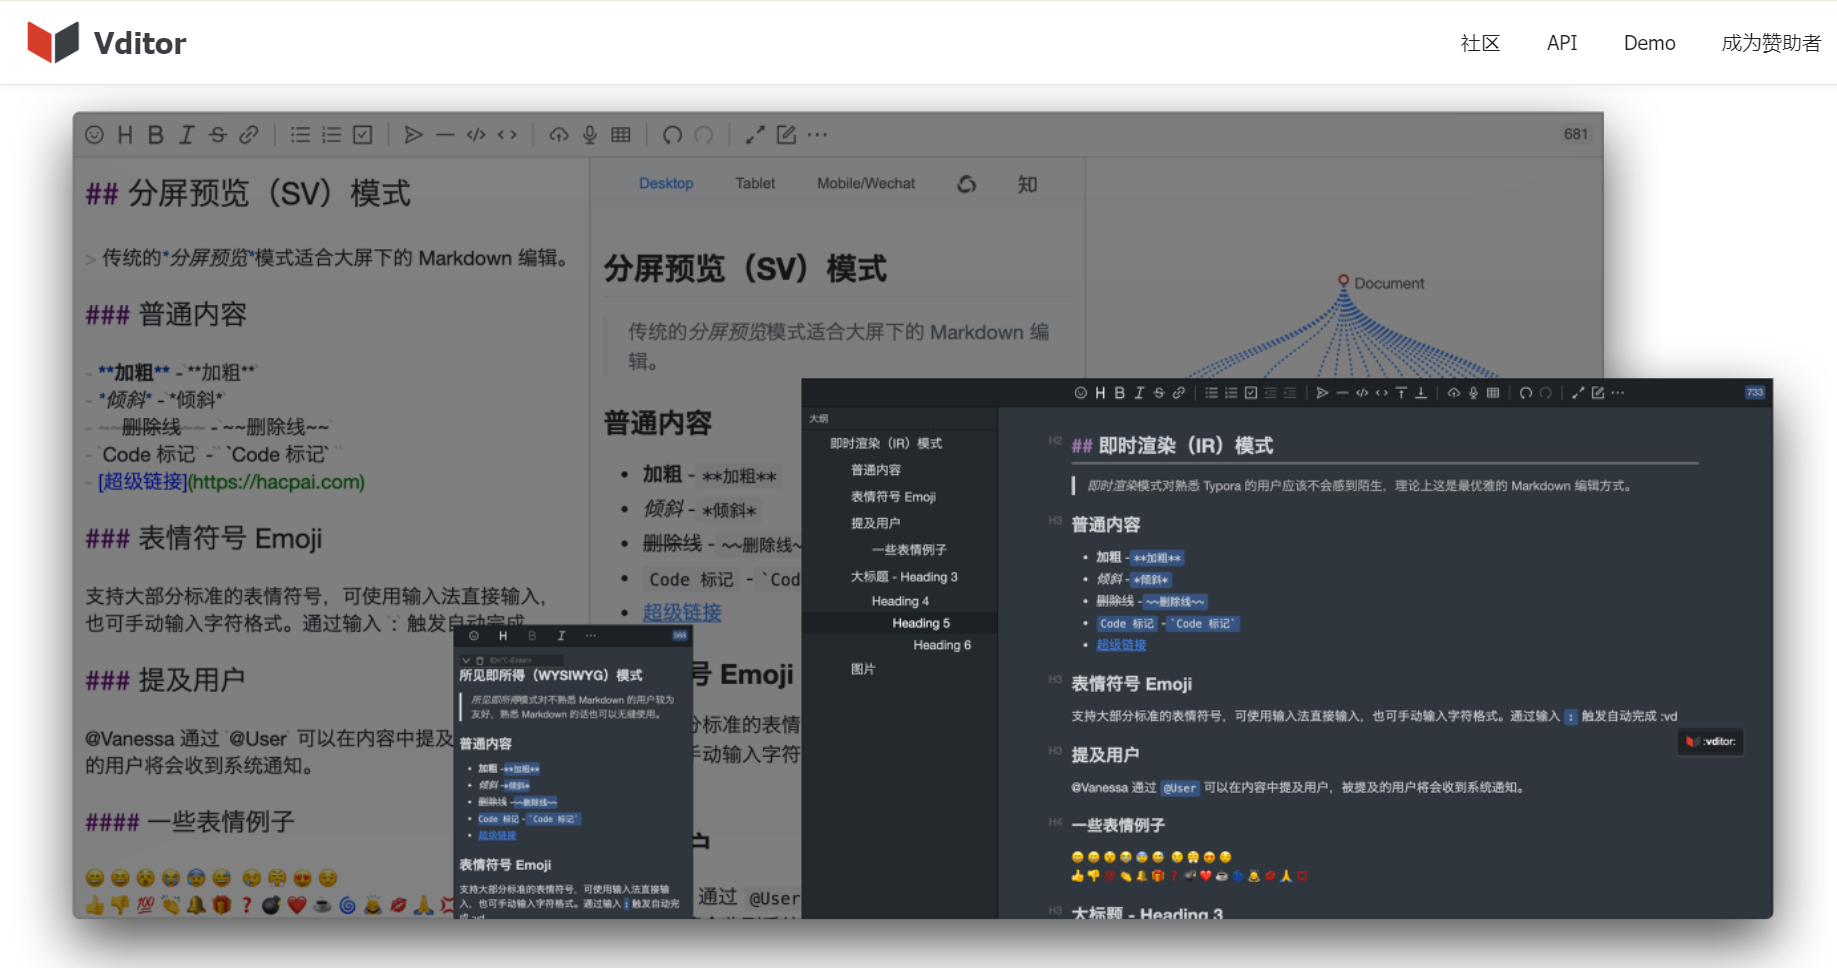 Vditor
社区
API
Demo
成为赞助者
681
## 分屏预览（SV）模式
> 传统的*分屏预览*模式适合大屏下的 Markdown 编辑。
### 普通内容
- **加粗** - `**加粗**`
- *倾斜* - `*倾斜*`
- ~~删除线~~ - `~~删除线~~`
- `Code 标记` - `` `Code 标记` ``
- [超级链接](https://hacpai.com)
### 表情符号 Emoji
支持大部分标准的表情符号，可使用输入法直接输入，
也可手动输入字符格式。通过输入 `:` 触发自动完成
### 提及用户
@Vanessa 通过 `@User` 可以在内容中提及
的用户将会收到系统通知。
#### 一些表情例子
Desktop
Tablet
Mobile/Wechat
知
分屏预览（SV）模式
传统的分屏预览模式适合大屏下的 Markdown 编
辑。
普通内容
加粗 - **加粗**
倾斜 - *倾斜*
删除线 - ~~删除线~
Code 标记 - `Cod
超级链接
号 Emoji
分标准的表情
手动输入字符
户
通过 @User
Document
H B I ···
所见即所得（WYSIWYG）模式
所见即所得模式对不熟悉 Markdown 的用户较为
友好，熟悉 Markdown 的话也可以无缝使用。
普通内容
加粗 - **加粗**
倾斜 - *倾斜*
删除线 - ~~删除线~~
Code 标记 - `Code 标记`
超级链接
表情符号 Emoji
支持大部分标准的表情符号，可使用输入法直接输
入，也可手动输入字符格式。通过输入 : 触发自动完
成 :vd
733
大纲
即时渲染（IR）模式
普通内容
表情符号 Emoji
提及用户
一些表情例子
大标题 - Heading 3
Heading 4
Heading 5
Heading 6
图片
H2 ## 即时渲染（IR）模式
即时渲染模式对熟悉 Typora 的用户应该不会感到陌生，理论上这是最优雅的 Markdown 编辑方式。
H3 普通内容
加粗 - **加粗**
倾斜 - *倾斜*
删除线 - ~~删除线~~
Code 标记 - `Code 标记`
超级链接
H3 表情符号 Emoji
支持大部分标准的表情符号，可使用输入法直接输入，也可手动输入字符格式。通过输入 : 触发自动完成 :vd
:vditor:
H3 提及用户
@Vanessa 通过 @User 可以在内容中提及用户，被提及的用户将会收到系统通知。
H4 一些表情例子
H3 大标题 - Heading 3